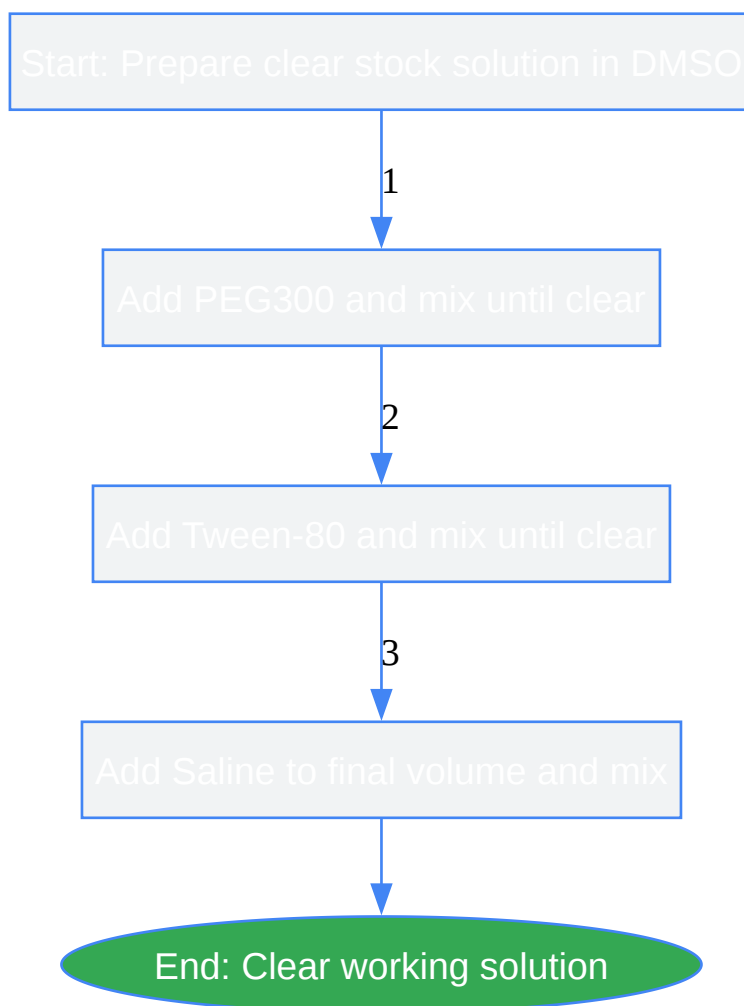 Start: Prepare clear stock solution in DMSO
1
Add PEG300 and mix until clear
2
Add Tween-80 and mix until clear
3
Add Saline to final volume and mix
End: Clear working solution